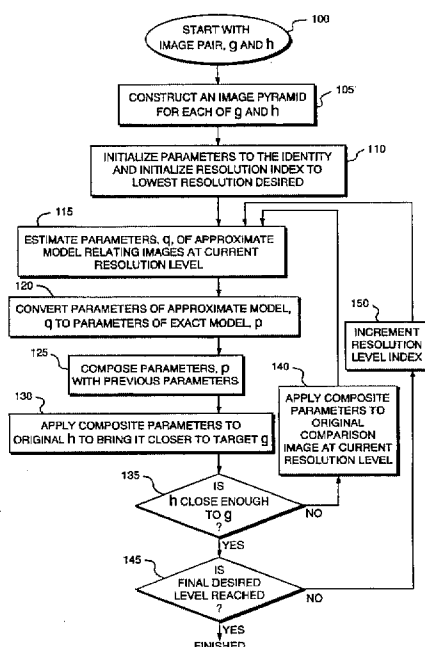 100
START WITH
IMAGE PAIR, g AND h
105
CONSTRUCT AN IMAGE PYRAMID
FOR EACH OF g AND h
110
INITIALIZE PARAMETERS TO THE IDENTITY
AND INITIALIZE RESOLUTION INDEX TO
LOWEST RESOLUTION DESIRED
115
ESTIMATE PARAMETERS, q, OF APPROXIMATE
MODEL RELATING IMAGES AT CURRENT
RESOLUTION LEVEL
120
CONVERT PARAMETERS OF APPROXIMATE MODEL,
q TO PARAMETERS OF EXACT MODEL, p
125
COMPOSE PARAMETERS, p
WITH PREVIOUS PARAMETERS
130
APPLY COMPOSITE PARAMETERS TO
ORIGINAL h TO BRING IT CLOSER TO TARGET g
140
APPLY COMPOSITE
PARAMETERS TO
ORIGINAL
COMPARISON
IMAGE AT CURRENT
RESOLUTION LEVEL
150
INCREMENT
RESOLUTION
LEVEL INDEX
135
IS
h CLOSE ENOUGH
TO g
?
NO
YES
145
IS
FINAL DESIRED
LEVEL REACHED
?
NO
YES
FINISHED